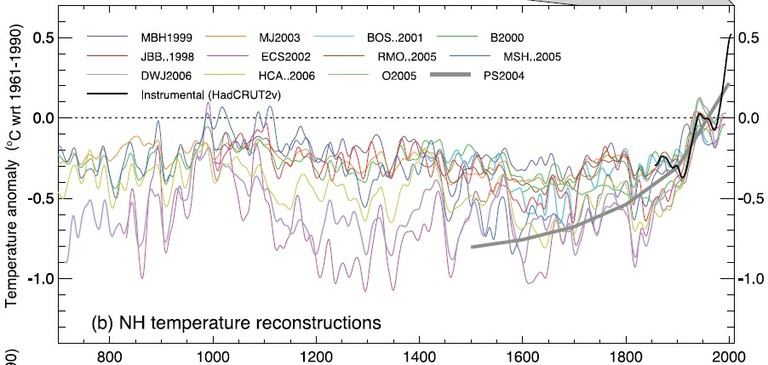 0.5
0.0
-0.5
-1.0
Temperature anomaly (°C wrt 1961-1990)
MBH1999 MJ2003 BOS..2001 B2000
JBB..1998 ECS2002 RMO..2005 MSH..2005
DWJ2006 HCA..2006 O2005 PS2004
Instrumental (HadCRUT2v)
(b) NH temperature reconstructions
0.5
0.0
-0.5
-1.0
800 1000 1200 1400 1600 1800 2000